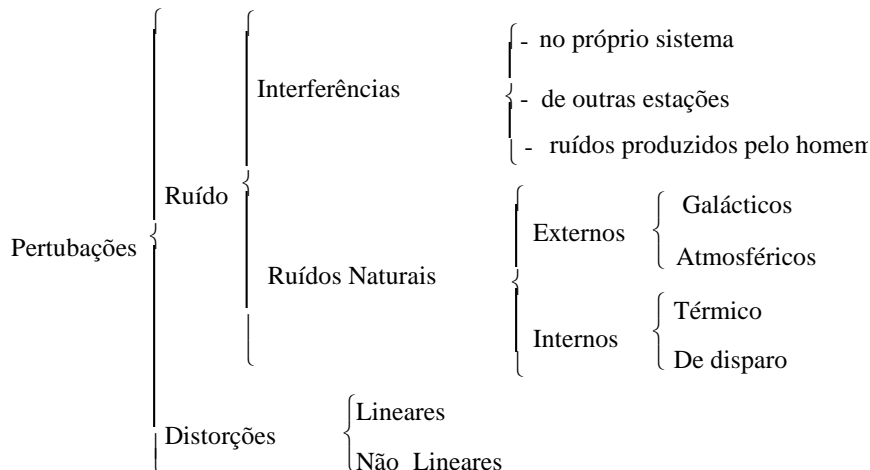 - no próprio sistema
Interferências
- de outras estações
- ruídos produzidos pelo homem
Ruído
Galácticos
Externos
Pertubações
Atmosféricos
Ruídos Naturais
Térmico
Internos
De disparo
Lineares
Distorções
Não Lineares